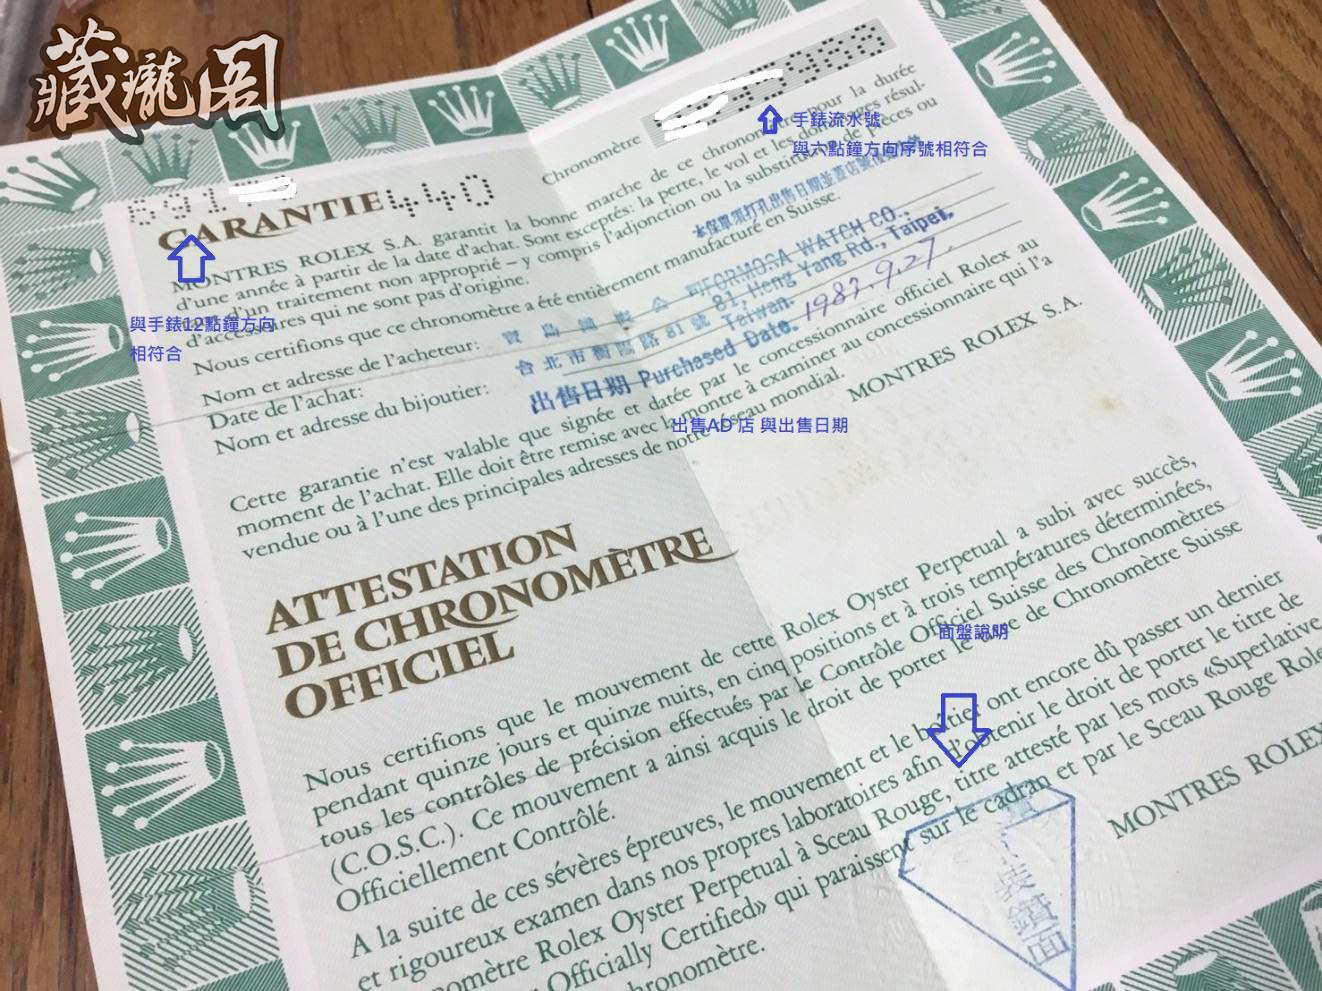 藏瓏閣
手錶流水號
與六點鐘方向序號相符合
Chronomètre
GARANTIE
440
與手錶12點鐘方向
相符合
MONTRES ROLEX S.A. garantit la bonne marche de ce chronomètre pour la durée
d'une année à partir de la date d'achat. Sont exceptés: la perte, le vol et les dommages résul-
tant d'un traitement non approprié – y compris l'adjonction ou la substitution de pièces ou
d'accessoires qui ne sont pas d'origine.
Nous certifions que ce chronomètre a été entièrement manufacturé en Suisse.
Nom et adresse de l'acheteur:
Date de l'achat:
Nom et adresse du bijoutier:
FORMOSA WATCH CO.,
台北市衡陽路81號 81, Heng Yang Rd., Taipei,
Taiwan.
出售日期 Purchased Date. 1987.9.27
出售AD 店 與出售日期
Cette garantie n'est valable que signée et datée par le concessionnaire officiel Rolex au
moment de l'achat. Elle doit être remise avec la montre à examiner au concessionnaire qui l'a
vendue ou à l'une des principales adresses de notre réseau mondial.
MONTRES ROLEX S.A.
ATTESTATION
DE CHRONOMÈTRE
OFFICIEL
面盤說明
Nous certifions que le mouvement de cette Rolex Oyster Perpetual a subi avec succès,
pendant quinze jours et quinze nuits, en cinq positions et à trois températures déterminées,
tous les contrôles de précision effectués par le Contrôle Officiel Suisse des Chronomètres
(C.O.S.C.). Ce mouvement a ainsi acquis le droit de porter le titre de Chronomètre Suisse
Officiellement Contrôlé.
A la suite de ces sévères épreuves, le mouvement et le boîtier ont encore dû passer un dernier
et rigoureux examen dans nos propres laboratoires afin d'obtenir le droit de porter le titre de
Rolex Oyster Perpetual à Sceau Rouge, titre attesté par les mots «Superlative
Officially Certified» qui paraissent sur le cadran et par le Sceau Rouge
MONTRES ROLEX
裝鑽面